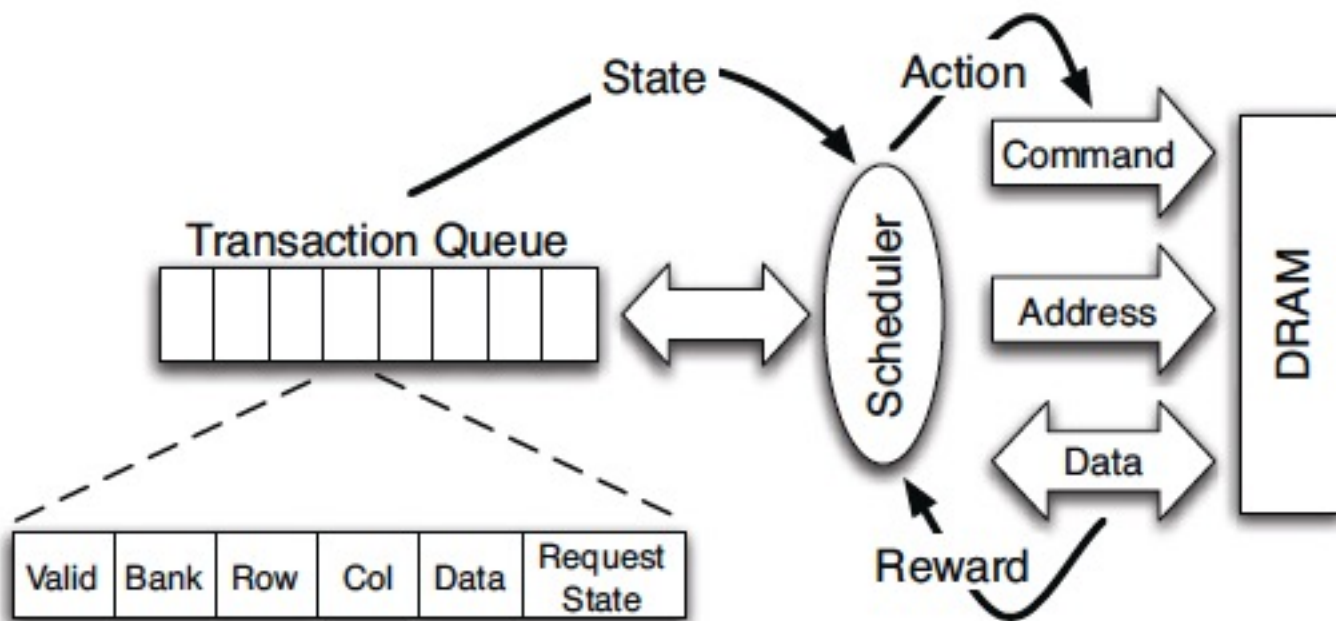 State
Action
Command
Transaction Queue
Scheduler
Address
DRAM
Data
Reward
Valid
Bank
Row
Col
Data
Request
State